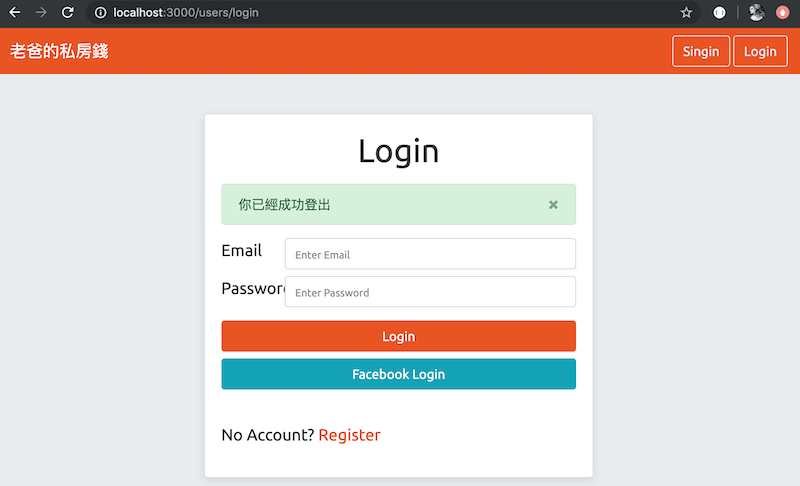 localhost:3000/users/login
老爸的私房錢
Singin Login
Login
你已經成功登出 ×
Email Enter Email
Password Enter Password
Login
Facebook Login
No Account? Register